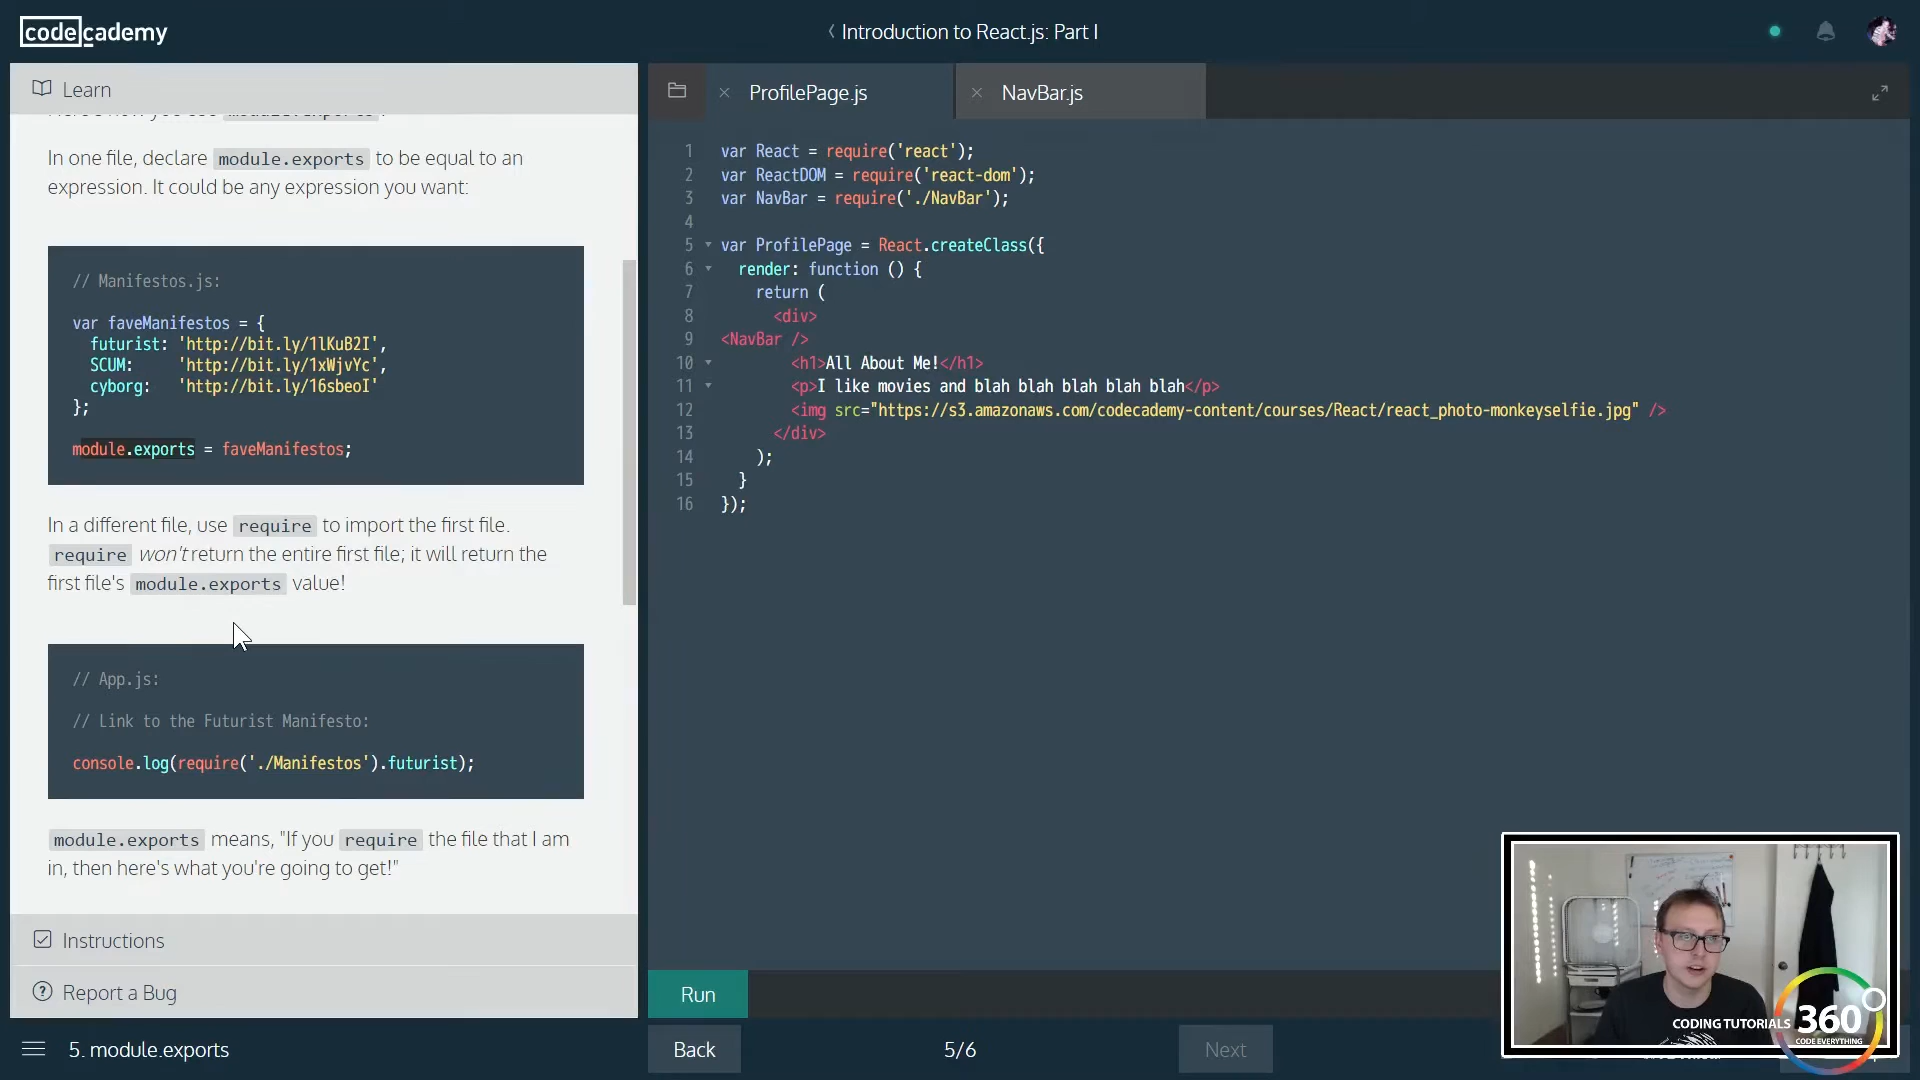 codecademy
Introduction to React.js: Part I
Learn
In one file, declare module.exports to be equal to an
expression. It could be any expression you want:
// Manifestos.js:
var faveManifestos = {
futurist: 'http://bit.ly/1lKuB2I',
SCUM: 'http://bit.ly/1xWjvYc',
cyborg: 'http://bit.ly/16sbeoI'
};
module.exports = faveManifestos;
In a different file, use require to import the first file.
require won't return the entire first file; it will return the
first file's module.exports value!
// App.js:
// Link to the Futurist Manifesto:
console.log(require('./Manifestos').futurist);
module.exports means, "If you require the file that I am
in, then here's what you're going to get!"
Instructions
Report a Bug
5. module.exports
ProfilePage.js
NavBar.js
1 var React = require('react');
2 var ReactDOM = require('react-dom');
3 var NavBar = require('./NavBar');
4
5 var ProfilePage = React.createClass({
6 render: function () {
7 return (
8 <div>
9 <NavBar />
10 <h1>All About Me!</h1>
11 <p>I like movies and blah blah blah blah blah</p>
12 <img src="https://s3.amazonaws.com/codecademy-content/courses/React/react_photo-monkeyselfie.jpg" />
13 </div>
14 );
15 }
16 });
Run
Back
5/6
Next
CODING TUTORIALS 360
CODE EVERYTHING